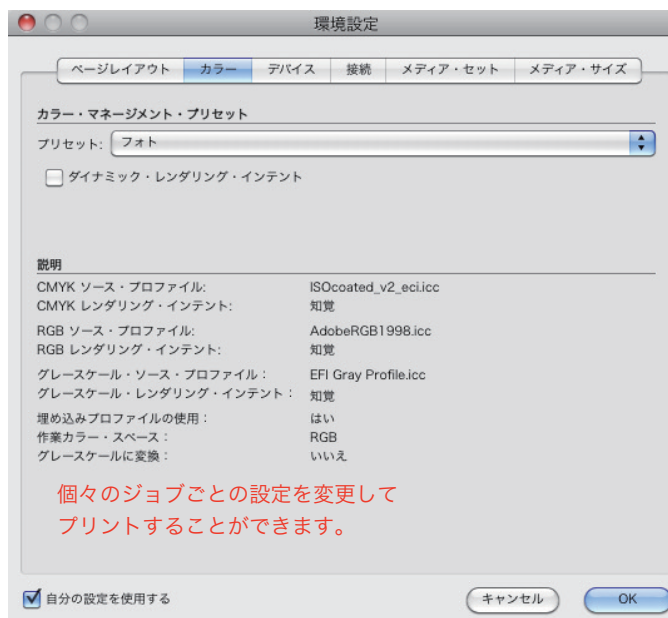 環境設定
ページレイアウト カラー デバイス 接続 メディア・セット メディア・サイズ
カラー・マネージメント・プリセット
プリセット: フォト
ダイナミック・レンダリング・インテント
説明
CMYK ソース・プロファイル: ISOcoated_v2_eci.icc
CMYK レンダリング・インテント: 知覚
RGB ソース・プロファイル: AdobeRGB1998.icc
RGB レンダリング・インテント: 知覚
グレースケール・ソース・プロファイル： EFI Gray Profile.icc
グレースケール・レンダリング・インテント： 知覚
埋め込みプロファイルの使用： はい
作業カラー・スペース： RGB
グレースケールに変換： いいえ
個々のジョブごとの設定を変更して
プリントすることができます。
自分の設定を使用する キャンセル OK